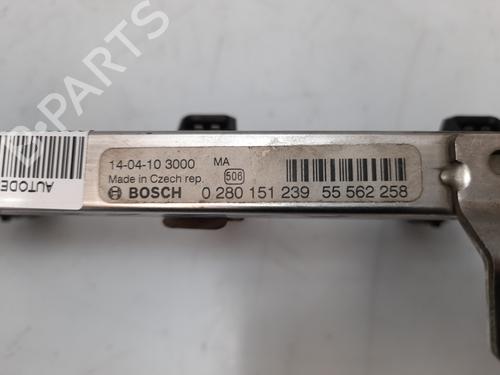 B-PARTS
14-04-10 3000 MA
Made in Czech rep. 506
BOSCH 0 280 151 239 55 562 258
AUTODE